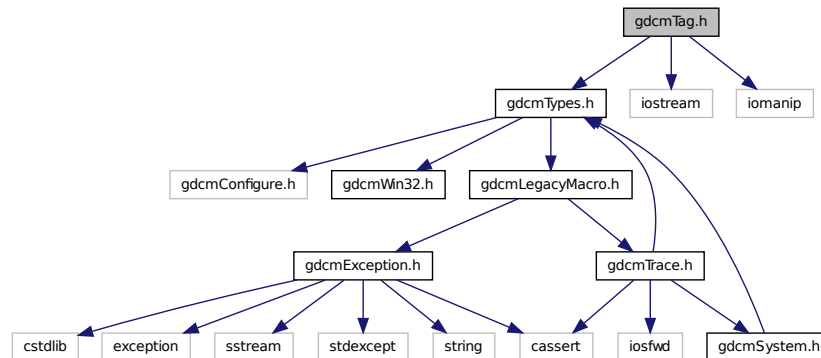 gdcmTag.h
gdcmTypes.h
iostream
iomanip
gdcmConfigure.h
gdcmWin32.h
gdcmLegacyMacro.h
gdcmException.h
gdcmTrace.h
cstdlib
exception
sstream
stdexcept
string
cassert
iosfwd
gdcmSystem.h